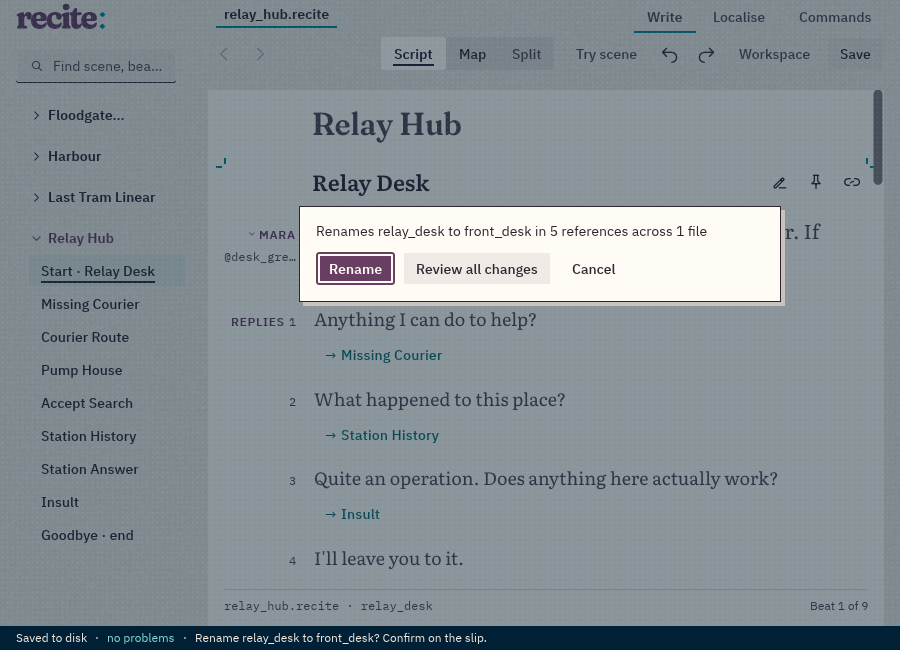 recite:
relay_hub.recite
Write
Localise
Commands
Find scene, bea...
Script
Map
Split
Try scene
Workspace
Save
Floodgate...
Harbour
Last Tram Linear
Relay Hub
Start · Relay Desk
Missing Courier
Courier Route
Pump House
Accept Search
Station History
Station Answer
Insult
Goodbye · end
Relay Hub
Relay Desk
MARA
r. If
@desk_gre…
Renames relay_desk to front_desk in 5 references across 1 file
Rename
Review all changes
Cancel
REPLIES 1
Anything I can do to help?
→ Missing Courier
2
What happened to this place?
→ Station History
3
Quite an operation. Does anything here actually work?
→ Insult
4
I'll leave you to it.
relay_hub.recite · relay_desk
Beat 1 of 9
Saved to disk · no problems · Rename relay_desk to front_desk? Confirm on the slip.